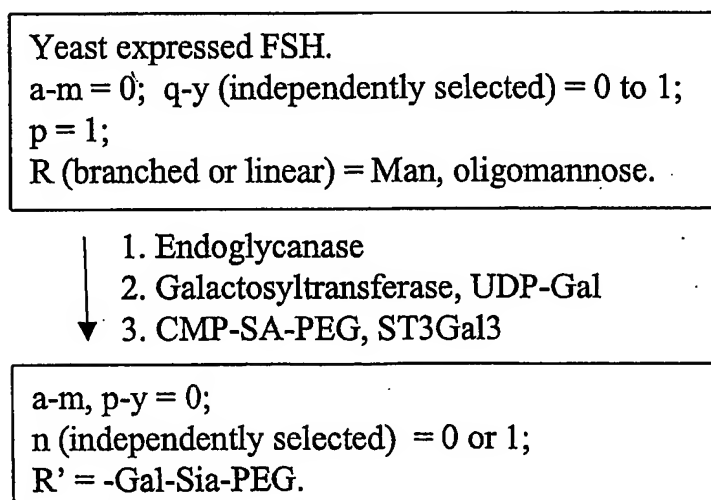 Yeast expressed FSH.
a-m = 0; q-y (independently selected) = 0 to 1;
p = 1;
R (branched or linear) = Man, oligomannose.
1. Endoglycanase
2. Galactosyltransferase, UDP-Gal
3. CMP-SA-PEG, ST3Gal3
a-m, p-y = 0;
n (independently selected) = 0 or 1;
R' = -Gal-Sia-PEG.